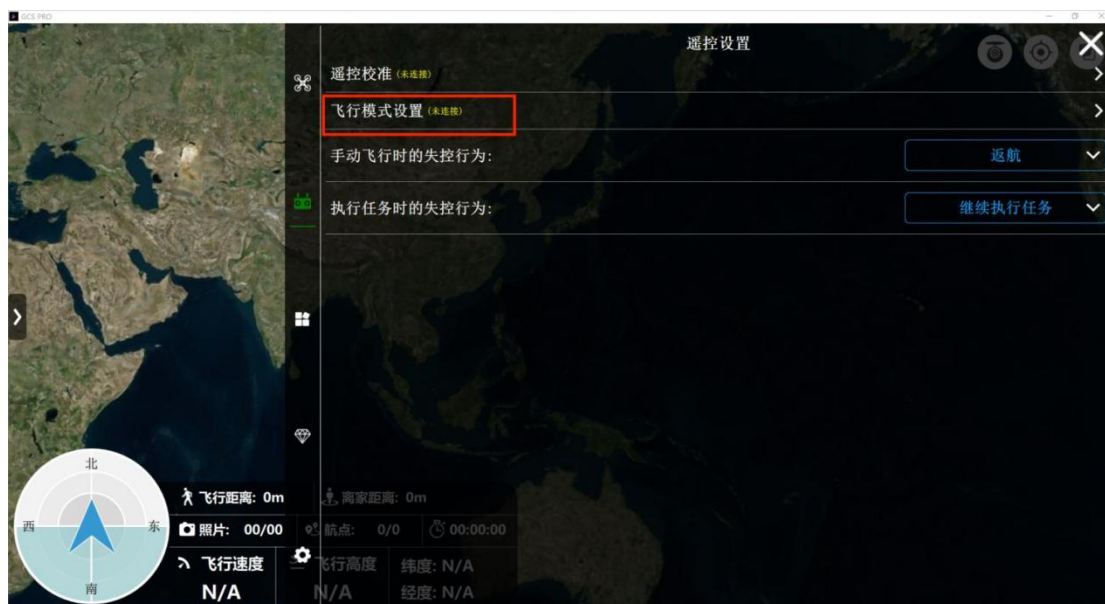 GCS PRO
遥控设置
遥控校准 (未连接)
飞行模式设置 (未连接)
手动飞行时的失控行为: 返航
执行任务时的失控行为: 继续执行任务
北
西 东
南
飞行距离: 0m 离家距离: 0m
照片: 00/00 航点: 0/0 00:00:00
飞行速度 飞行高度 纬度: N/A
N/A N/A 经度: N/A